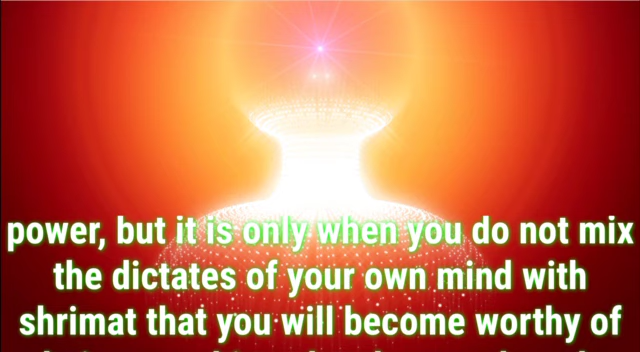 power, but it is only when you do not mix
the dictates of your own mind with
shrimat that you will become worthy of